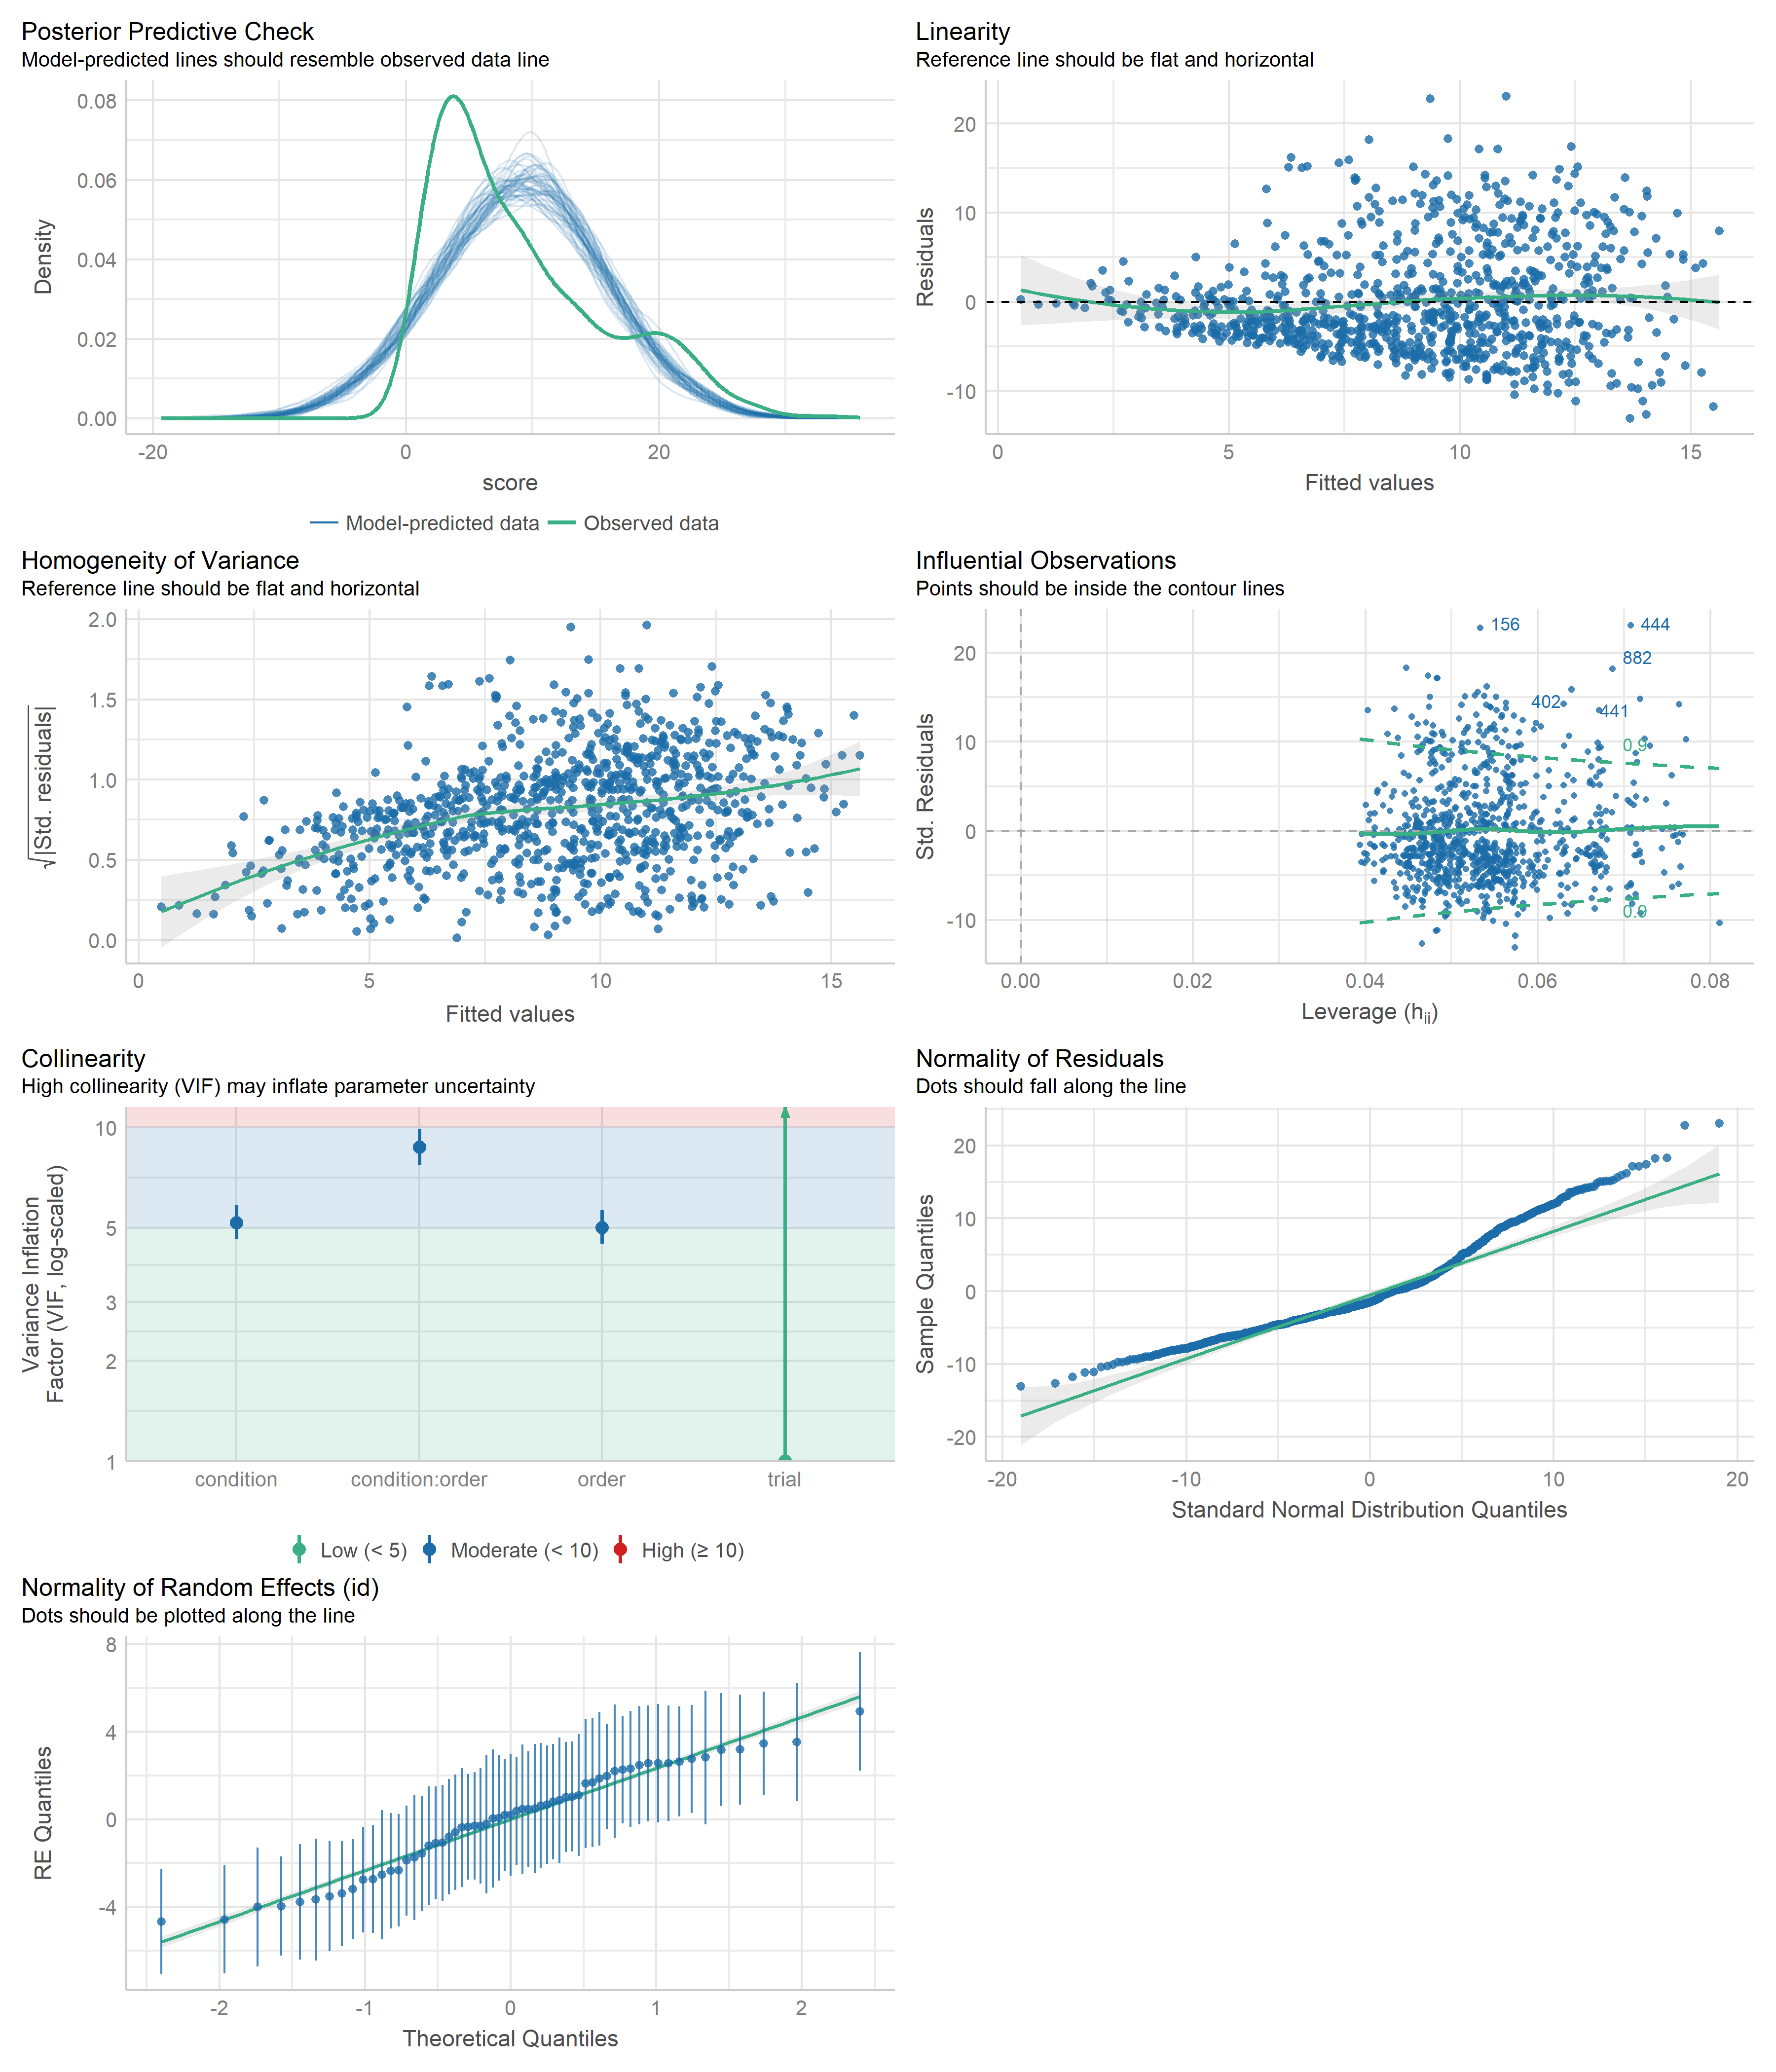 Posterior Predictive Check
Model-predicted lines should resemble observed data line
0.08
0.06
0.04
0.02
0.00
Density
-20
0
20
score
Model-predicted data
Observed data
Linearity
Reference line should be flat and horizontal
20
10
0
-10
Residuals
0
5
10
15
Fitted values
Homogeneity of Variance
Reference line should be flat and horizontal
2.0
1.5
1.0
0.5
0.0
√|Std. residuals|
0
5
10
15
Fitted values
Influential Observations
Points should be inside the contour lines
156
444
882
402
441
0.9
0.9
20
10
0
-10
Std. Residuals
0.00
0.02
0.04
0.06
0.08
Leverage (hii)
Collinearity
High collinearity (VIF) may inflate parameter uncertainty
10
5
3
2
1
Variance Inflation
Factor (VIF, log-scaled)
condition
condition:order
order
trial
Low (< 5)
Moderate (< 10)
High (≥ 10)
Normality of Residuals
Dots should fall along the line
20
10
0
-10
-20
Sample Quantiles
-20
-10
0
10
20
Standard Normal Distribution Quantiles
Normality of Random Effects (id)
Dots should be plotted along the line
8
4
0
-4
RE Quantiles
-2
-1
0
1
2
Theoretical Quantiles